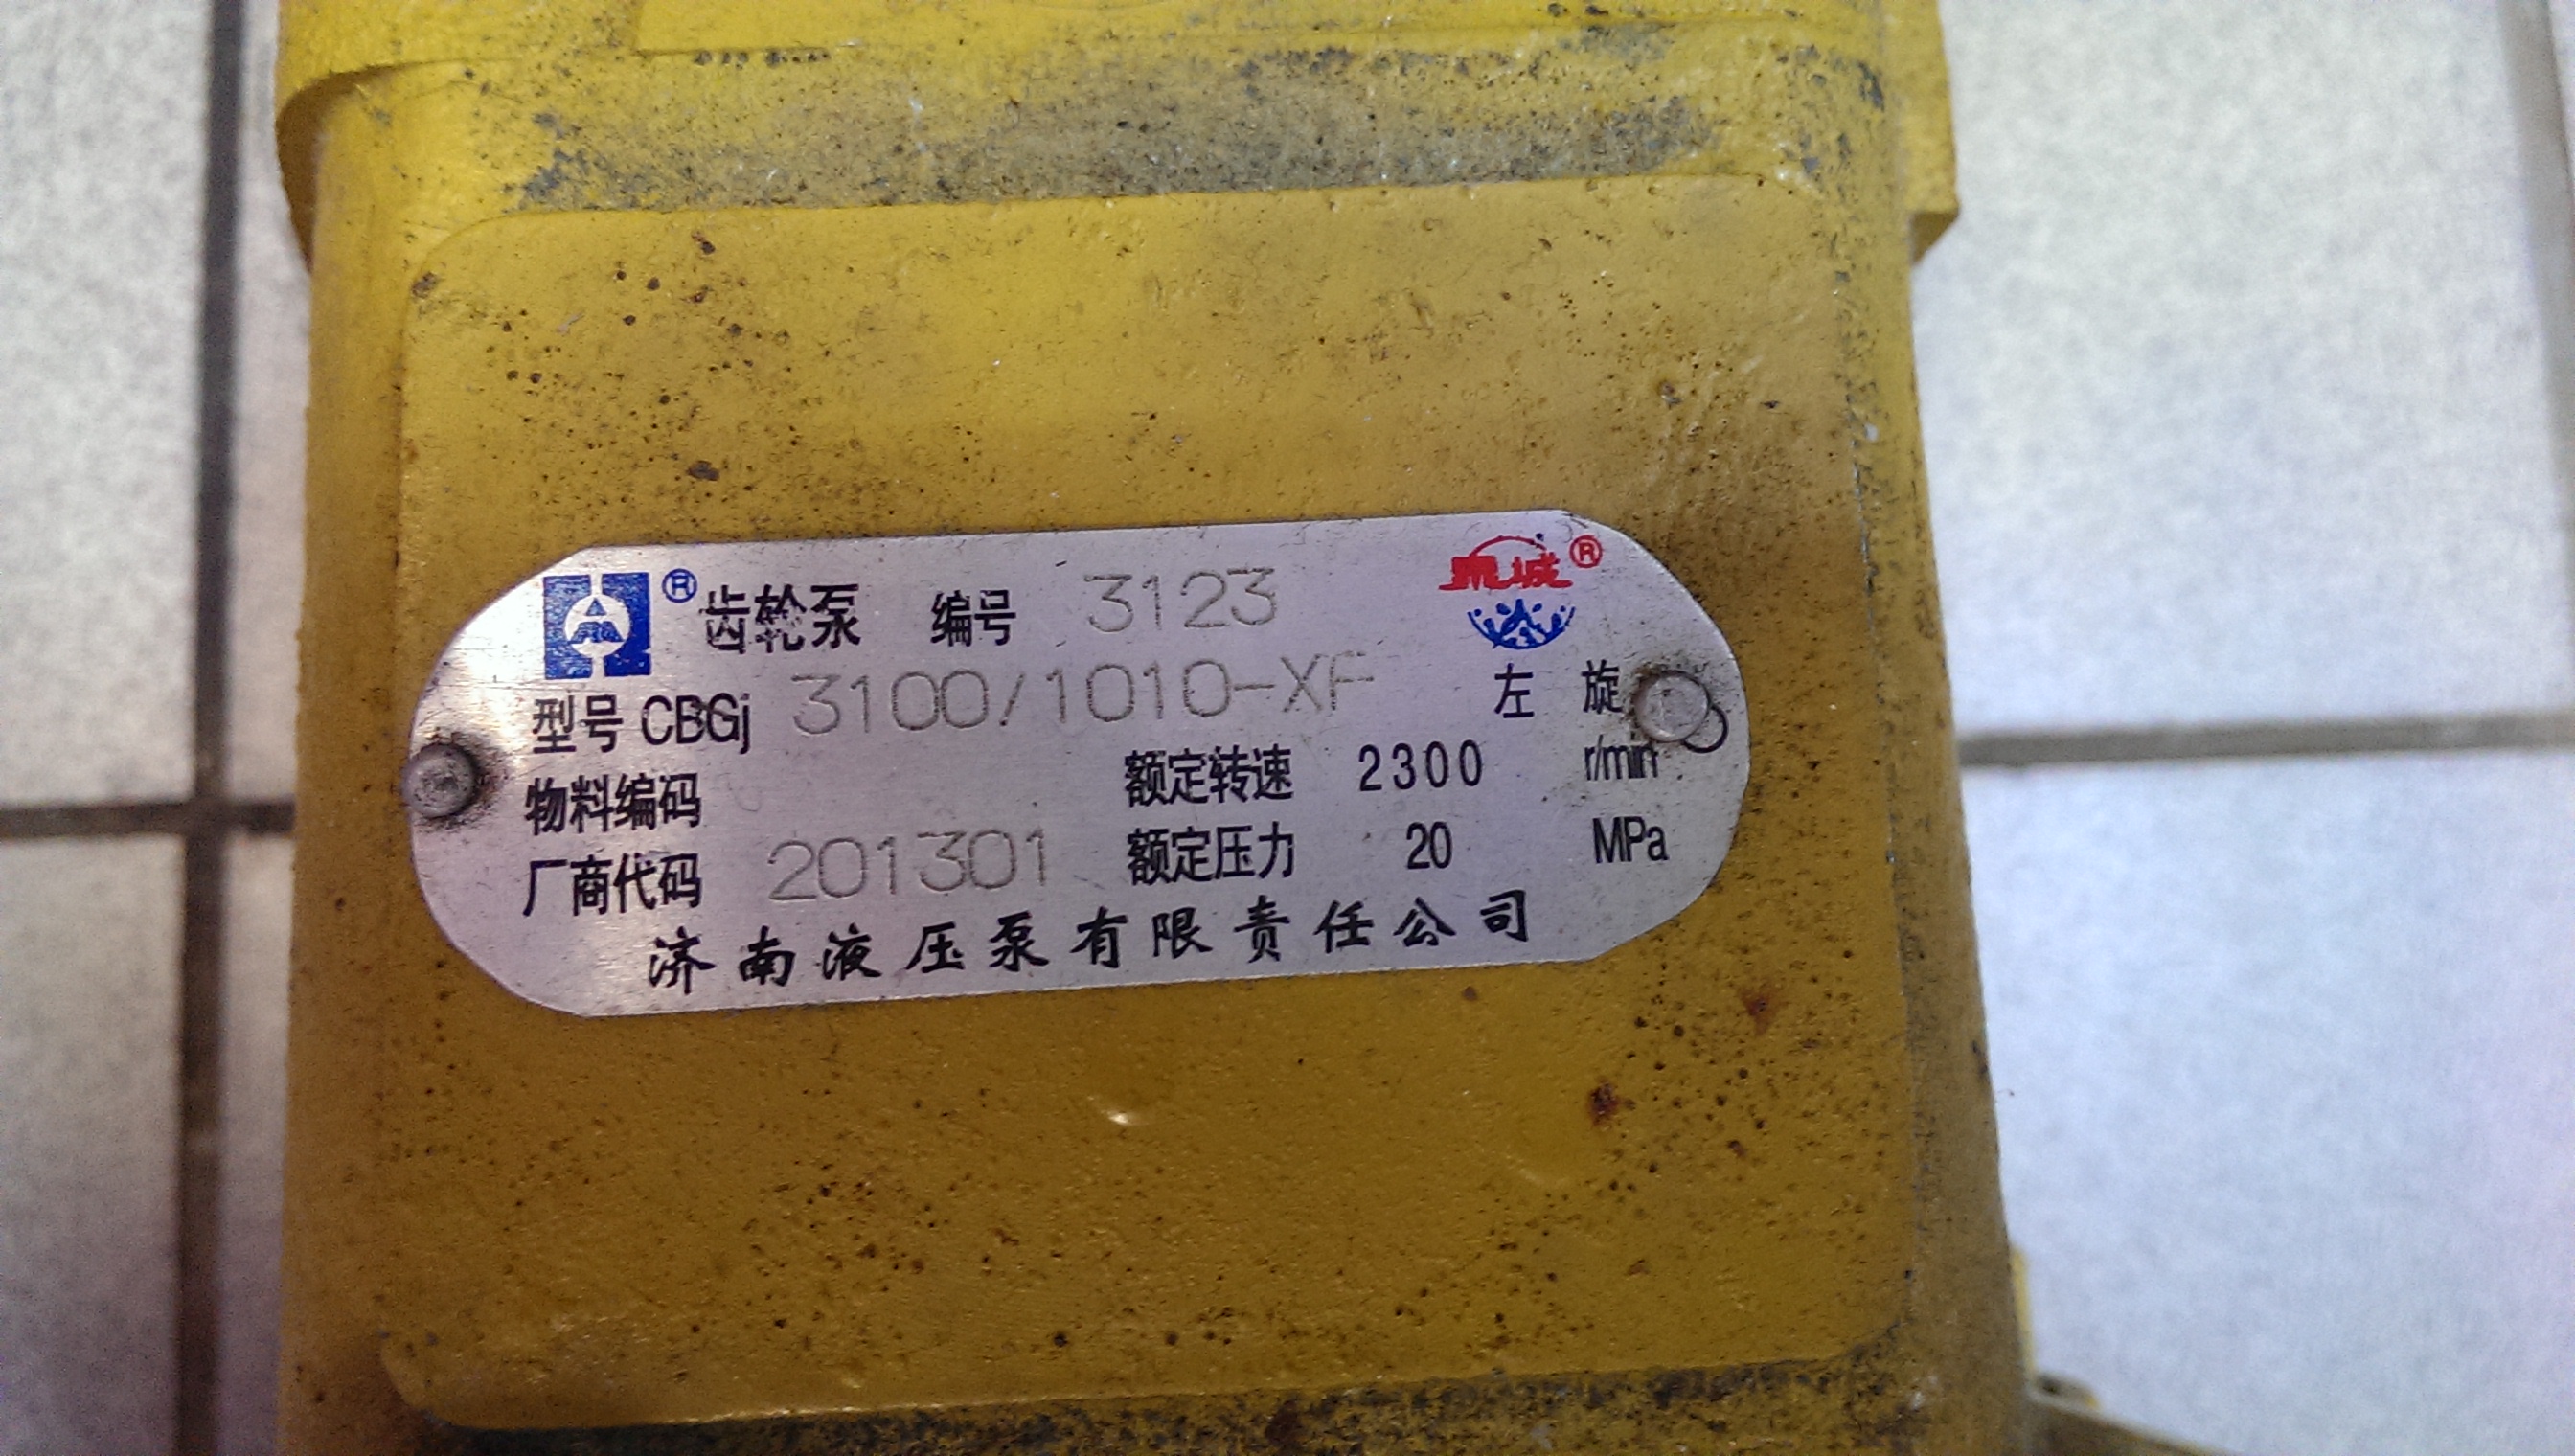 ® 齿轮泵 编号 3123 ®
型号 CBGj 3100/1010-XF 左 旋
物料编码 额定转速 2300 r/min
厂商代码 201301 额定压力 20 MPa
济南液压泵有限责任公司